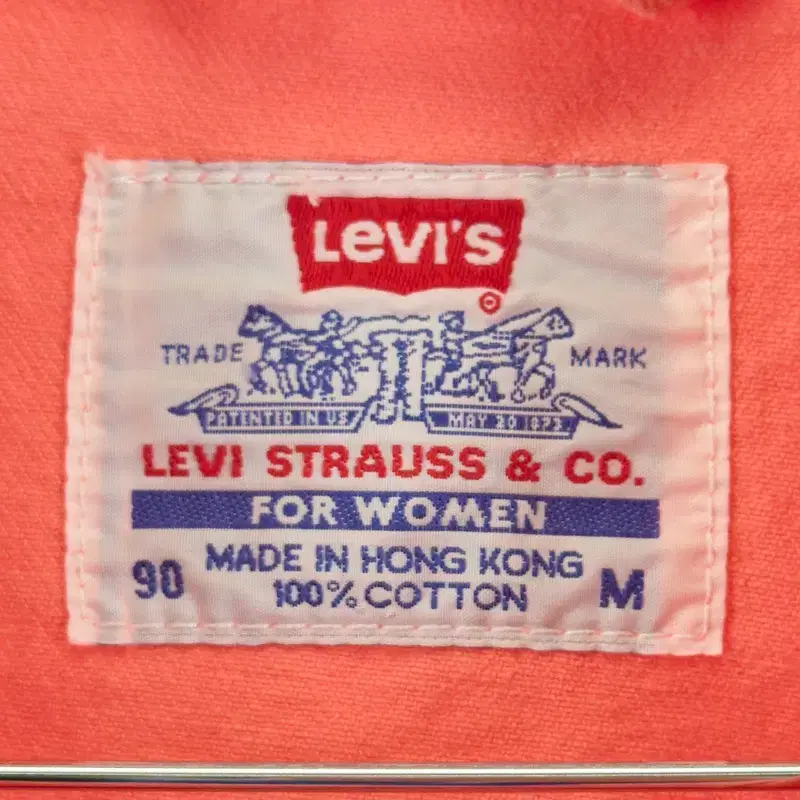 LEVI'S
®
TRADE MARK
PATENTED IN US MAY 20 1873
LEVI STRAUSS & CO.
FOR WOMEN
MADE IN HONG KONG
90 100% COTTON M